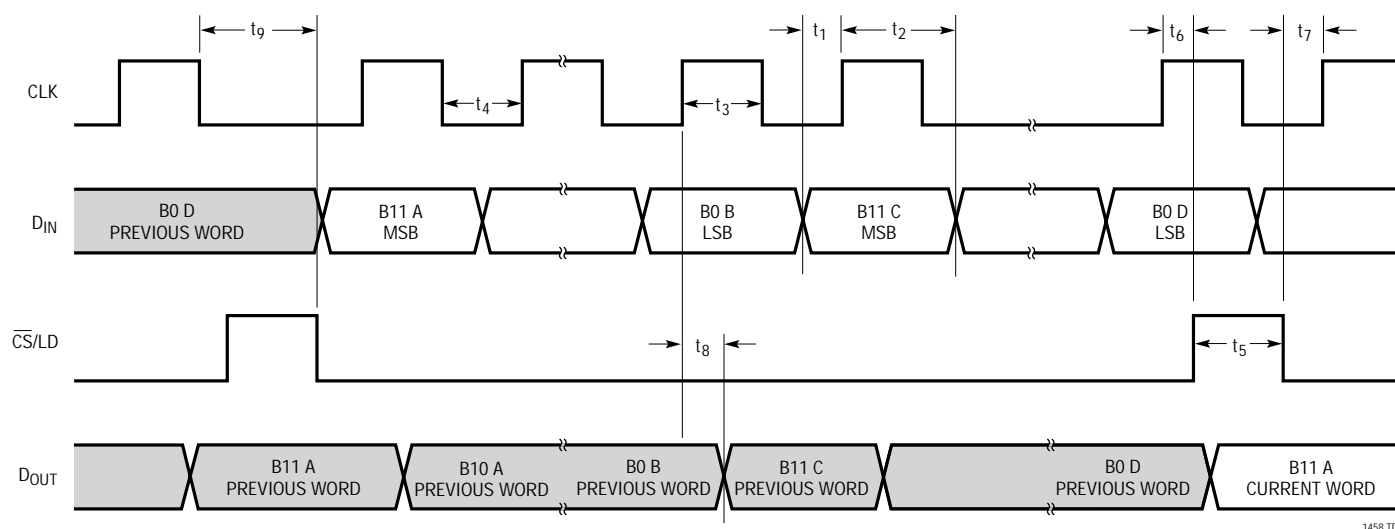 t9
t1
t2
t6
t7
CLK
t4
t3
DIN
B0 D
PREVIOUS WORD
B11 A
MSB
B0 B
LSB
B11 C
MSB
B0 D
LSB
CS/LD
t8
t5
DOUT
B11 A
PREVIOUS WORD
B10 A
PREVIOUS WORD
B0 B
PREVIOUS WORD
B11 C
PREVIOUS WORD
B0 D
PREVIOUS WORD
B11 A
CURRENT WORD